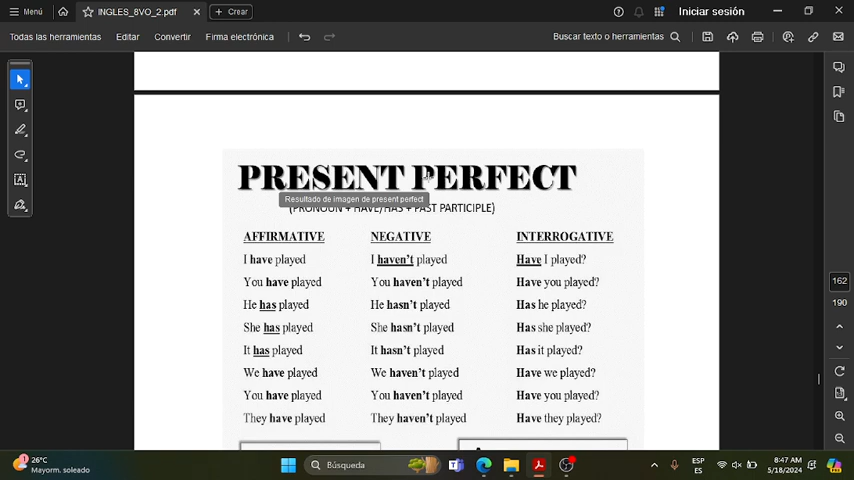 Menú
INGLES_8VO_2.pdf
Crear
Iniciar sesión
Todas las herramientas
Editar
Convertir
Firma electrónica
Buscar texto o herramientas
PRESENT PERFECT
Resultado de imagen de present perfect
(PRONOUN + HAVE/HAS + PAST PARTICIPLE)
AFFIRMATIVE NEGATIVE INTERROGATIVE
I have played I haven't played Have I played?
You have played You haven't played Have you played?
He has played He hasn't played Has he played?
She has played She hasn't played Has she played?
It has played It hasn't played Has it played?
We have played We haven't played Have we played?
You have played You haven't played Have you played?
They have played They haven't played Have they played?
162
190
26°C
Mayorm. soleado
Búsqueda
ESP
ES
8:47 AM
5/18/2024